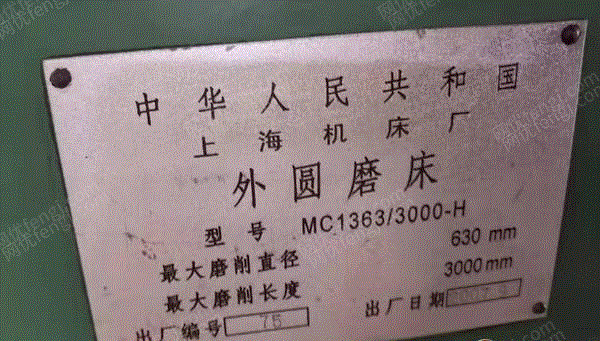 中华人民共和国
上海机床厂
外圆磨床
型号 MC1363/3000-H
最大磨削直径 630 mm
最大磨削长度 3000 mm
出厂编号 75 出厂日期